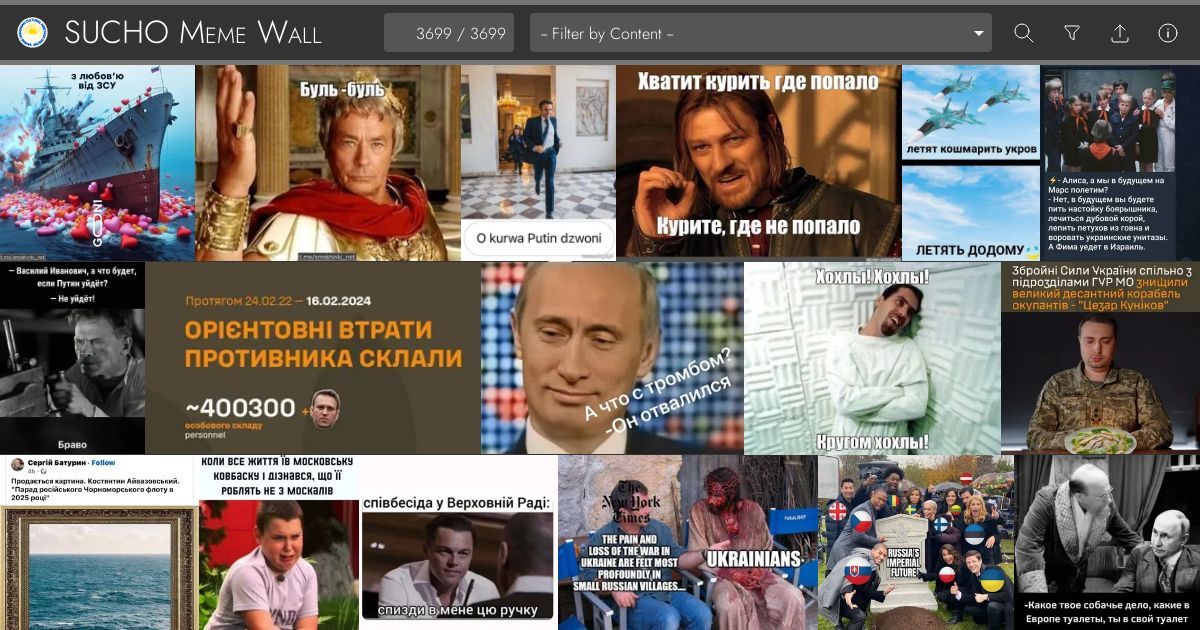 SUCHO Meme Wall
3699 / 3699
– Filter by Content –
з любов'ю
від ЗСУ
t.me/smeshinki_net
Буль -буль
t.me/smeshinki_net
O kurwa Putin dzwoni
Хватит курить где попало
Курите, где не попало
летят кошмарить укров
ЛЕТЯТЬ ДОДОМУ
⚡- Алиса, а мы в будущем на
Марс полетим?
- Нет, в будущем вы будете
пить настойку боярышника,
лечиться дубовой корой,
лепить петухов из говна и
воровать украинские унитазы.
А Фима уедет в Израиль.
– Василий Иванович, а что будет,
если Путин уйдёт?
– Не уйдёт!
Браво
Протягом 24.02.22 — 16.02.2024
ОРІЄНТОВНІ ВТРАТИ
ПРОТИВНИКА СКЛАЛИ
~400300 +
особового складу
personnel
А что с тромбом?
-Он отвалился
Хохлы! Хохлы!
Кругом хохлы!
Збройні Сили України спільно з
підрозділами ГУР МО знищили
великий десантний корабель
окупантів - "Цезар Куніков"
Сергій Батурин · Follow
4h ·
Продається картина. Костянтин Айвазовський.
"Парад російського Чорноморського флоту в
2025 році"
КОЛИ ВСЕ ЖИТТЯ ЇВ МОСКОВСЬКУ
КОВБАСКУ І ДІЗНАВСЯ, ЩО ЇЇ
РОБЛЯТЬ НЕ З МОСКАЛІВ
співбесіда у Верховній Раді:
спизди в мене цю ручку
The
New York
Times
THE PAIN AND
LOSS OF THE WAR IN
UKRAINE ARE FELT MOST
PROFOUNDLY IN
SMALL RUSSIAN VILLAGES....
UKRAINIANS
RUSSIA'S
IMPERIAL
FUTURE
-Какое твое собачье дело, какие в
Европе туалеты, ты в свой туалет